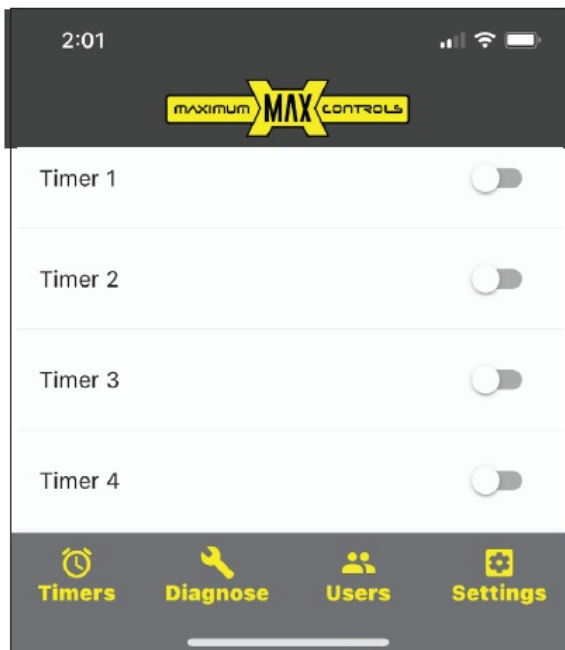 2:01
MAXIMUM MAX CONTROLS
Timer 1
Timer 2
Timer 3
Timer 4
Timers Diagnose Users Settings